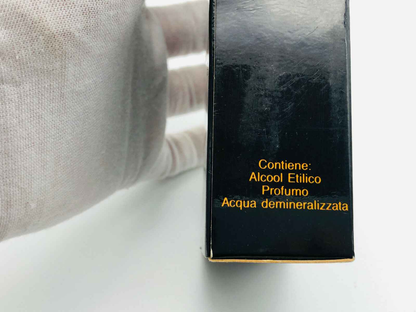 Contiene:
Alcool Etilico
Profumo
Acqua demineralizzata